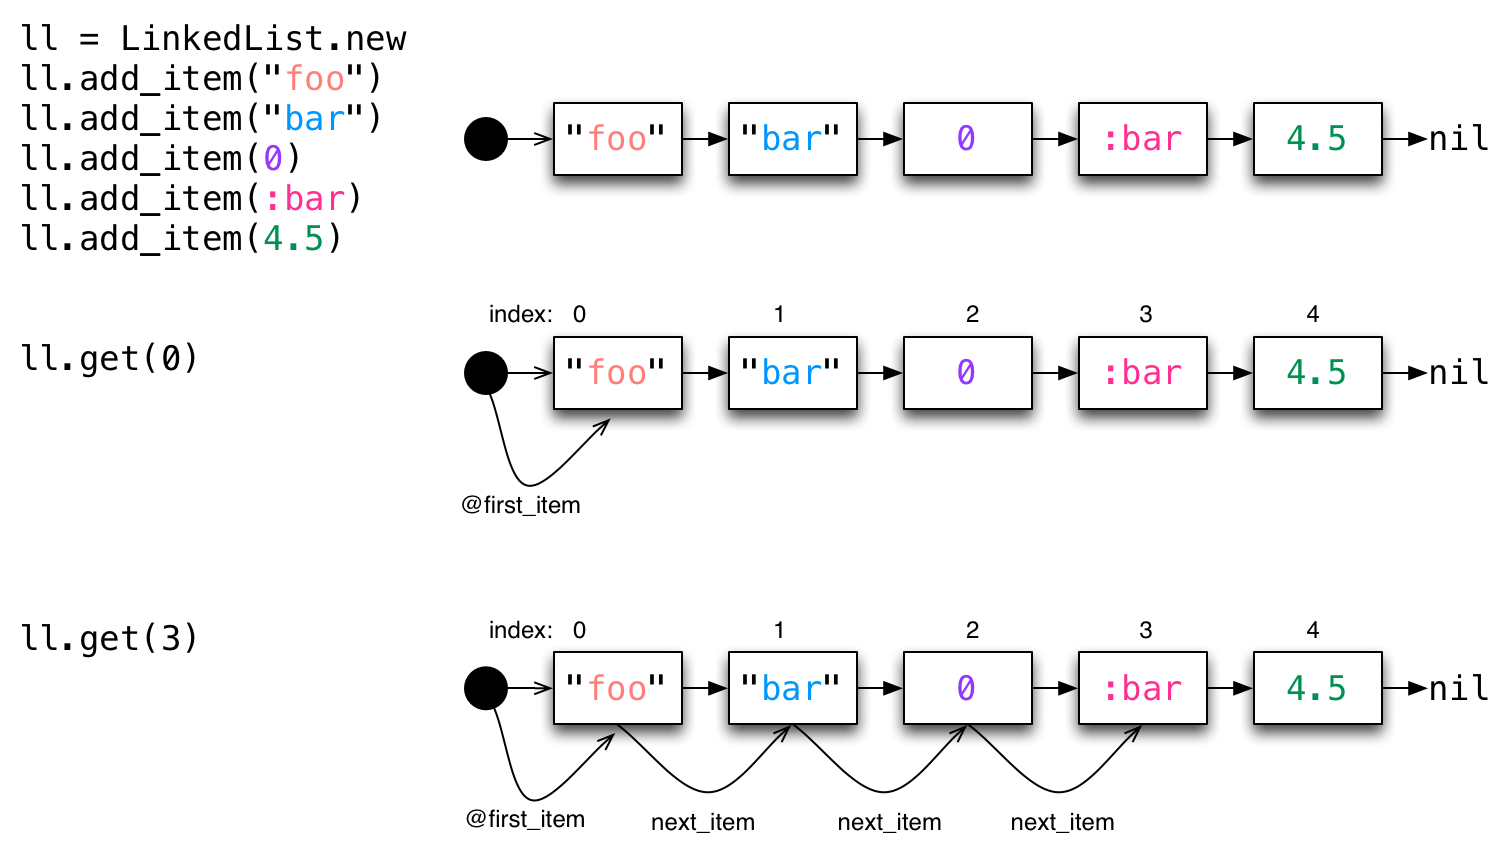 ll = LinkedList.new
ll.add_item("foo")
ll.add_item("bar")
ll.add_item(0)
ll.add_item(:bar)
ll.add_item(4.5)
"foo" "bar" 0 :bar 4.5 nil
ll.get(0)
index: 0 1 2 3 4
"foo" "bar" 0 :bar 4.5 nil
@first_item
ll.get(3)
index: 0 1 2 3 4
"foo" "bar" 0 :bar 4.5 nil
@first_item next_item next_item next_item